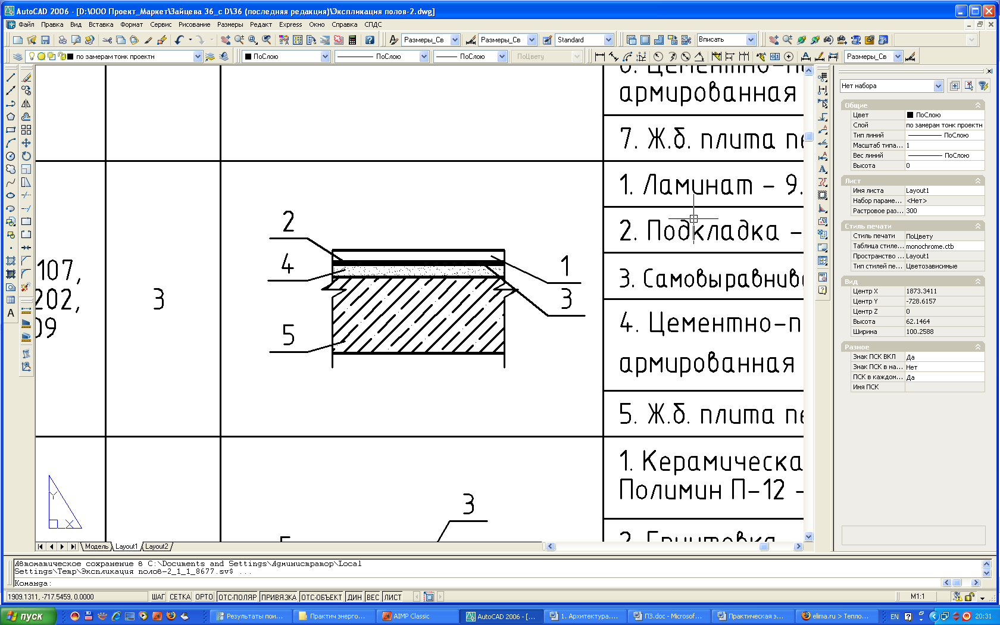 AutoCAD 2006 - [D:\ООО Проект_Маркет\Зайцева 36_с D\36 (последняя редакция)\Экспликация полов-2.dwg]
Файл Правка Вид Вставка Формат Сервис Рисование Размеры Редакт Express Окно Справка СПДС
Размеры_Св Размеры_Св Standard Вписать
по замерам тонк проектн ПоСлою ПоСлою ПоСлою ПоЦвету Размеры_Св
армированная
7. Ж.б. плита пе
1. Ламинат - 9.
2. Подкладка -
3. Самовыравнив
4. Цементно-п
армированная
5. Ж.б. плита пе
1. Керамическа
Полимин П-12 -
2. Грунтовка
107,
202,
09
3
2
4
5
1
3
3
Y
X
Нет набора
Общие
Цвет ПоСлою
Слой по замерам тонк проектн
Тип линий ПоСлою
Масштаб типа... 1
Вес линий ПоСлою
Высота 0
Лист
Имя листа Layout1
Набор параме... <Нет>
Растровое раз... 300
Стиль печати
Стиль печати ПоЦвету
Таблица стиле... monochrome.ctb
Пространство ... Layout1
Тип стилей пе... Цветозависимые
Вид
Центр X 1873.3411
Центр Y -728.6157
Центр Z 0
Высота 62.1464
Ширина 100.2588
Разное
Знак ПСК ВКЛ Да
Знак ПСК в на... Нет
ПСК в каждом... Да
Имя ПСК
Модель Layout1 Layout2
Автоматическое сохранение в C:\Documents and Settings\Администратор\Local
Settings\Temp\Экспликация полов-2_1_1_8677.sv$ ...
Команда:
1909.1311, -717.5459, 0.0000 ШАГ СЕТКА ОРТО ОТС-ПОЛЯР ПРИВЯЗКА ОТС-ОБЪЕКТ ДИН ВЕС ЛИСТ М1:1
пуск Результаты пои... Практич энерго... AIMP Classic AutoCAD 2006 - [... 1. Архитектура.... ПЗ.doc - Microsof... Практическая э... elima.ru > Тепло... EN 20:31